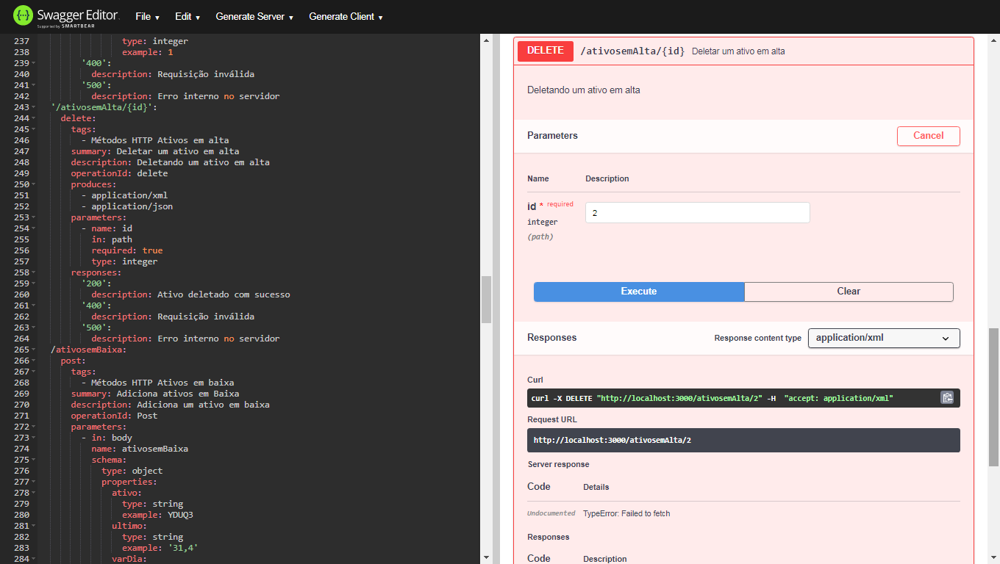 Swagger Editor
Supported by SMARTBEAR
File ▾ Edit ▾ Generate Server ▾ Generate Client ▾
237 type: integer
238 example: 1
239 '400':
240 description: Requisição inválida
241 '500':
242 description: Erro interno no servidor
243 '/ativosemAlta/{id}':
244 delete:
245 tags:
246 - Métodos HTTP Ativos em alta
247 summary: Deletar um ativo em alta
248 description: Deletando um ativo em alta
249 operationId: delete
250 produces:
251 - application/xml
252 - application/json
253 parameters:
254 - name: id
255 in: path
256 required: true
257 type: integer
258 responses:
259 '200':
260 description: Ativo deletado com sucesso
261 '400':
262 description: Requisição inválida
263 '500':
264 description: Erro interno no servidor
265 /ativosemBaixa:
266 post:
267 tags:
268 - Métodos HTTP Ativos em baixa
269 summary: Adiciona ativos em Baixa
270 description: Adiciona um ativo em baixa
271 operationId: Post
272 parameters:
273 - in: body
274 name: ativosemBaixa
275 schema:
276 type: object
277 properties:
278 ativo:
279 type: string
280 example: YDUQ3
281 ultimo:
282 type: string
283 example: '31,4'
284 varDia:
DELETE /ativosemAlta/{id} Deletar um ativo em alta
Deletando um ativo em alta
Parameters Cancel
Name Description
id * required
integer
(path)
2
Execute Clear
Responses Response content type application/xml
Curl
curl -X DELETE "http://localhost:3000/ativosemAlta/2" -H "accept: application/xml"
Request URL
http://localhost:3000/ativosemAlta/2
Server response
Code Details
Undocumented TypeError: Failed to fetch
Responses
Code Description